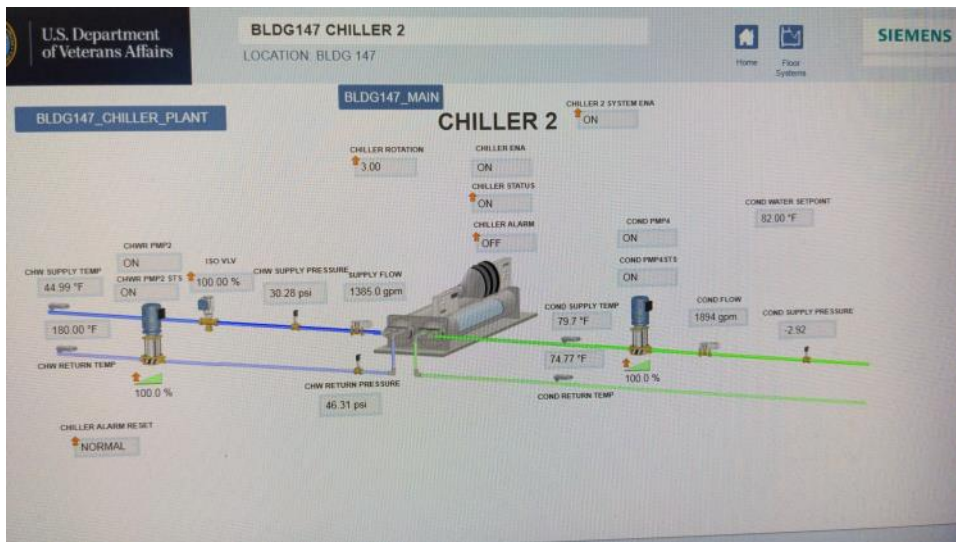 U.S. Department
of Veterans Affairs
BLDG147 CHILLER 2
LOCATION: BLDG 147
Home
Floor
Systems
SIEMENS
BLDG147_CHILLER_PLANT
BLDG147_MAIN
CHILLER 2
CHILLER 2 SYSTEM ENA
ON
CHILLER ROTATION
3.00
CHILLER ENA
ON
CHILLER STATUS
ON
CHILLER ALARM
OFF
COND WATER SETPOINT
82.00 °F
COND PMP4
ON
COND PMP4STS
ON
CHWR PMP2
ON
CHWR PMP2 STS
ON
ISO VLV
100.00 %
CHW SUPPLY TEMP
44.99 °F
CHW SUPPLY PRESSURE
30.28 psi
SUPPLY FLOW
1385.0 gpm
180.00 °F
CHW RETURN TEMP
100.0 %
CHW RETURN PRESSURE
46.31 psi
COND SUPPLY TEMP
79.7 °F
74.77 °F
COND RETURN TEMP
100.0 %
COND FLOW
1894 gpm
COND SUPPLY PRESSURE
-2.92
CHILLER ALARM RESET
NORMAL